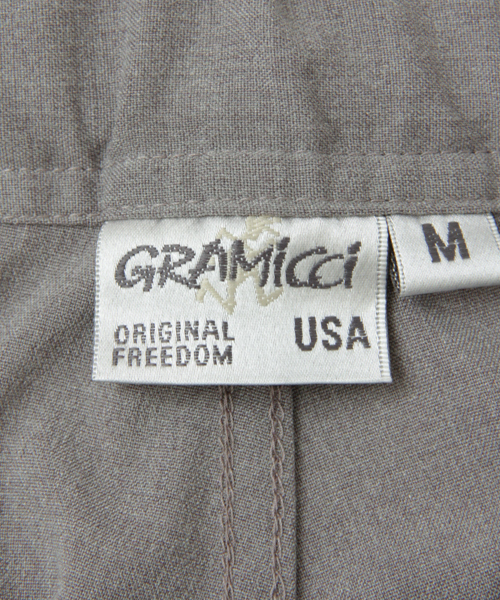 GRAMiCCi
ORIGINAL
FREEDOM
USA
M